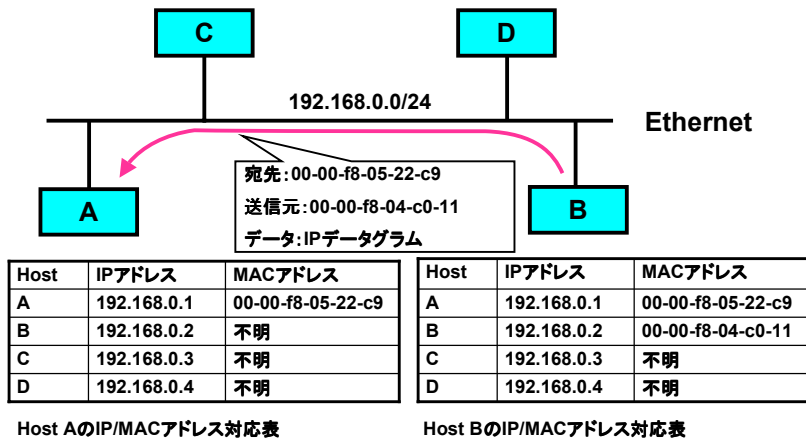 C
D
192.168.0.0/24
Ethernet
宛先:00-00-f8-05-22-c9
送信元:00-00-f8-04-c0-11
データ:IPデータグラム
A
B
Host IPアドレス MACアドレス
A 192.168.0.1 00-00-f8-05-22-c9
B 192.168.0.2 不明
C 192.168.0.3 不明
D 192.168.0.4 不明
Host AのIP/MACアドレス対応表
Host IPアドレス MACアドレス
A 192.168.0.1 00-00-f8-05-22-c9
B 192.168.0.2 00-00-f8-04-c0-11
C 192.168.0.3 不明
D 192.168.0.4 不明
Host BのIP/MACアドレス対応表